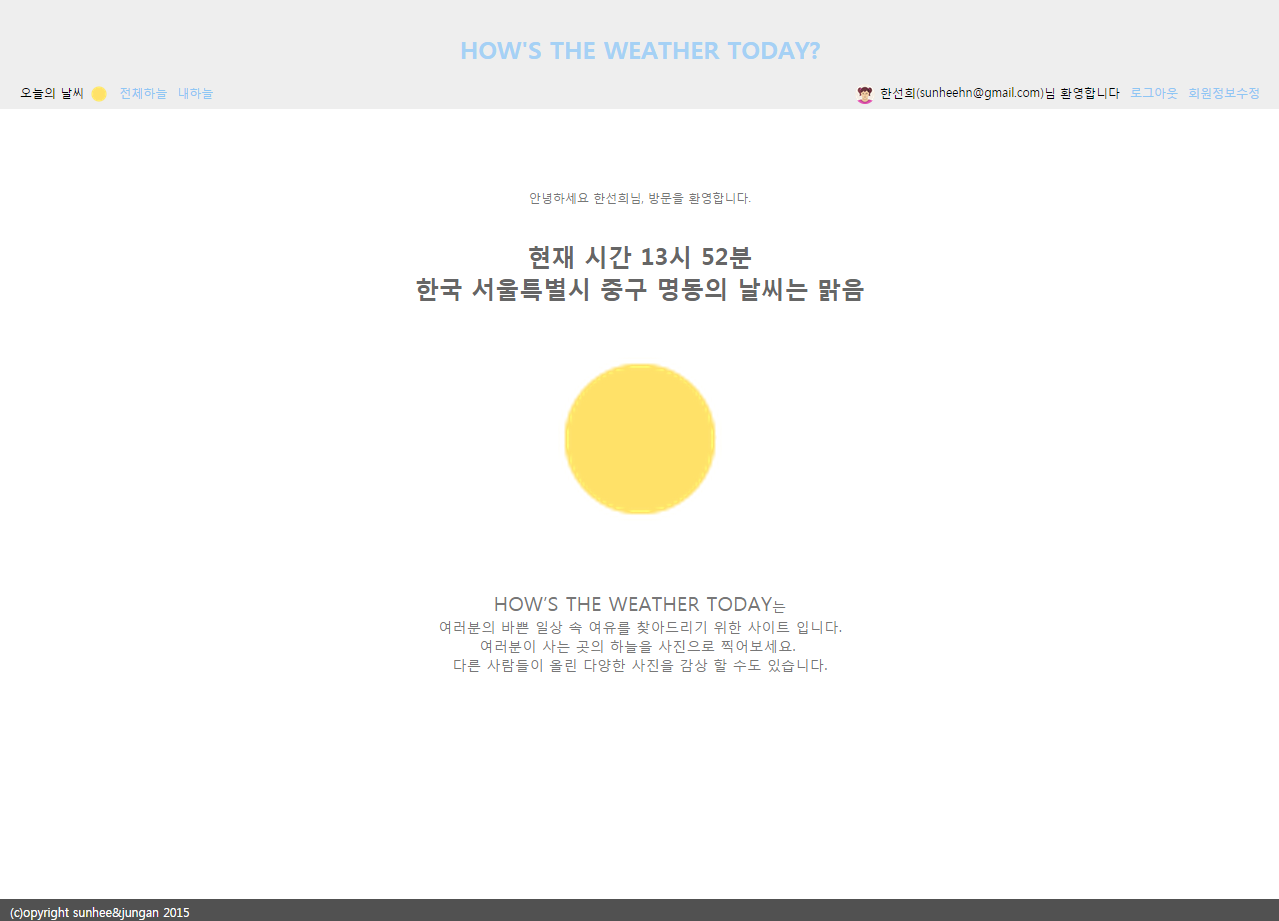 HOW'S THE WEATHER TODAY?
오늘의 날씨 전체하늘 내하늘
한선희(sunheehn@gmail.com)님 환영합니다 로그아웃 회원정보수정
안녕하세요 한선희님, 방문을 환영합니다.
현재 시간 13시 52분
한국 서울특별시 중구 명동의 날씨는 맑음
HOW'S THE WEATHER TODAY는
여러분의 바쁜 일상 속 여유를 찾아드리기 위한 사이트 입니다.
여러분이 사는 곳의 하늘을 사진으로 찍어보세요.
다른 사람들이 올린 다양한 사진을 감상 할 수도 있습니다.
(c)opyright sunhee&jungan 2015